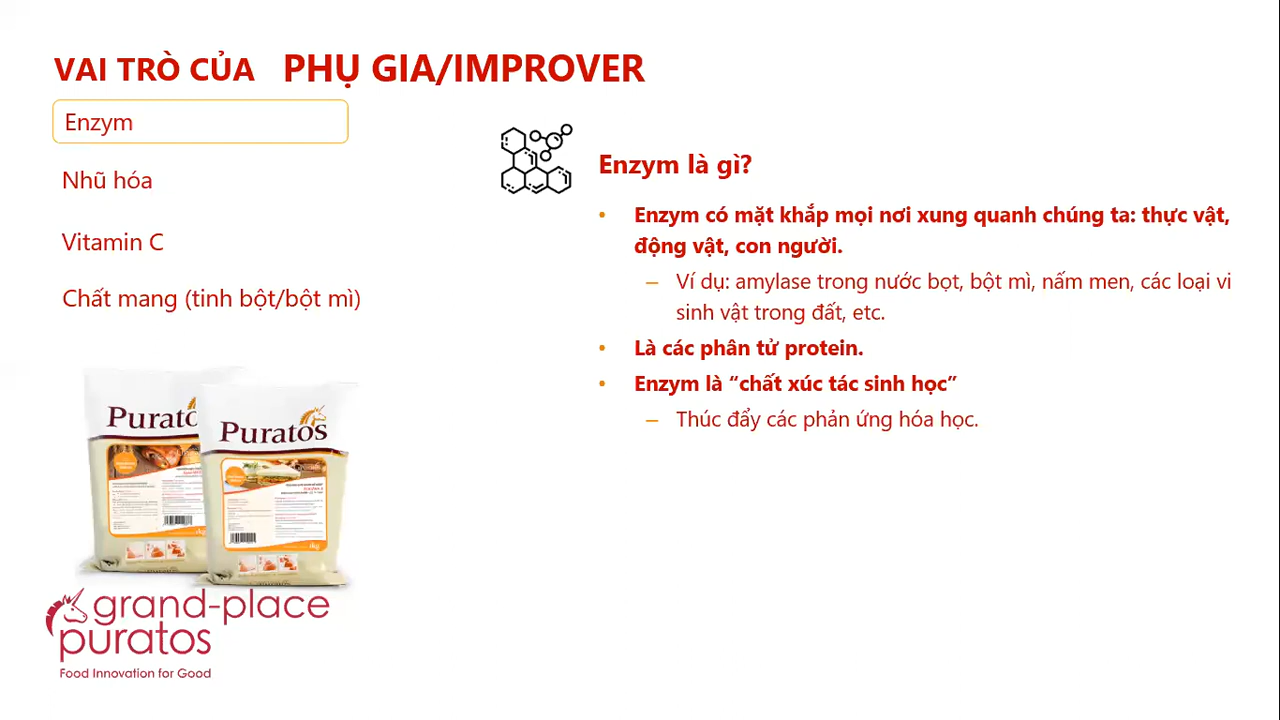 VAI TRÒ CỦA PHỤ GIA/IMPROVER
Enzym
Nhũ hóa
Vitamin C
Chất mang (tinh bột/bột mì)
Enzym là gì?
• Enzym có mặt khắp mọi nơi xung quanh chúng ta: thực vật,
động vật, con người.
– Ví dụ: amylase trong nước bọt, bột mì, nấm men, các loại vi
sinh vật trong đất, etc.
• Là các phân tử protein.
• Enzym là “chất xúc tác sinh học”
– Thúc đẩy các phản ứng hóa học.
Puratos
Puratos
1kg
grand-place
puratos
Food Innovation for Good